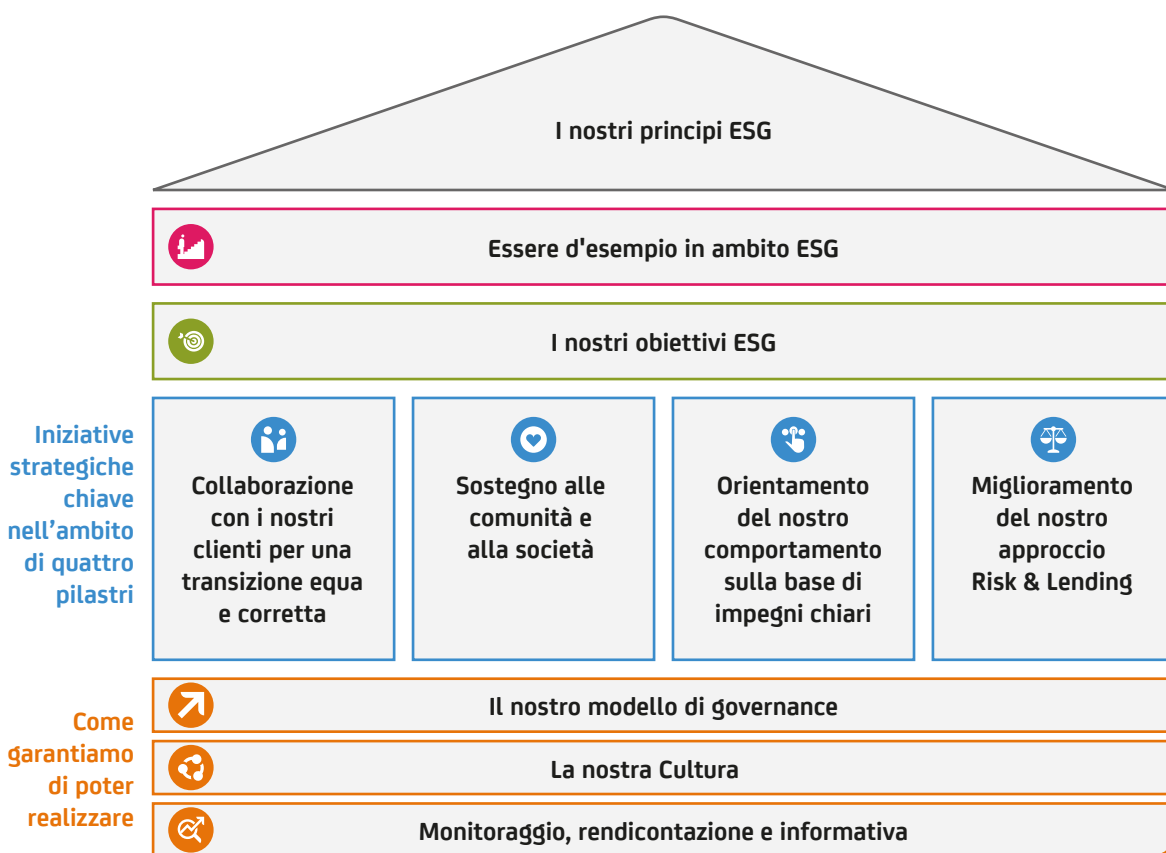 I nostri principi ESG
Essere d'esempio in ambito ESG
I nostri obiettivi ESG
Iniziative
strategiche
chiave
nell’ambito
di quattro
pilastri
Collaborazione
con i nostri
clienti per una
transizione equa
e corretta
Sostegno alle
comunità e
alla società
Orientamento
del nostro
comportamento
sulla base di
impegni chiari
Miglioramento
del nostro
approccio
Risk & Lending
Come
garantiamo
di poter
realizzare
Il nostro modello di governance
La nostra Cultura
Monitoraggio, rendicontazione e informativa